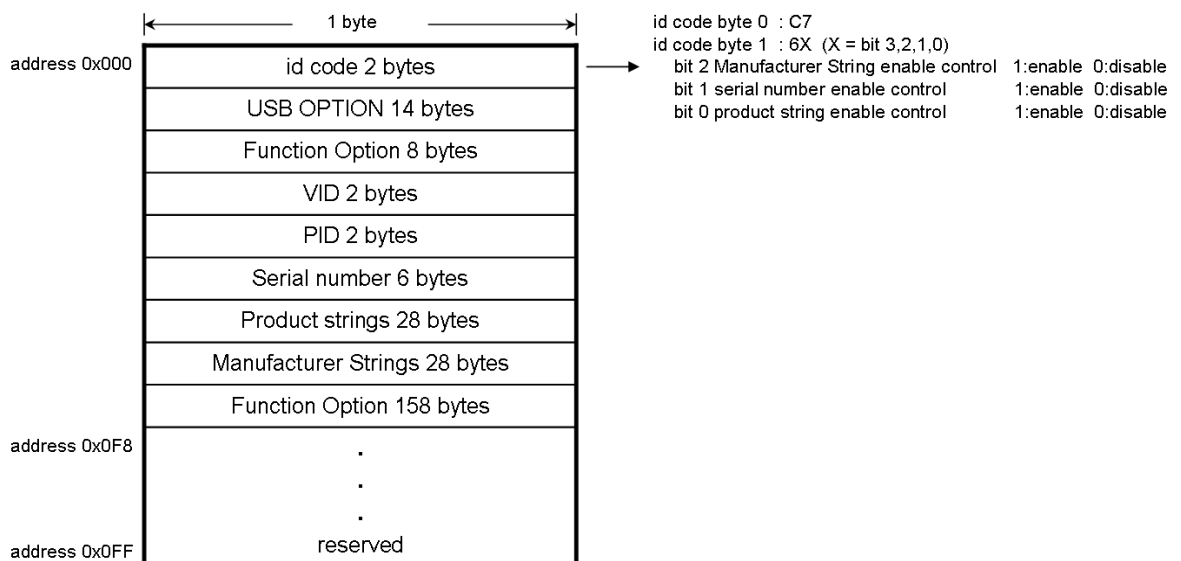 1 byte
id code byte 0 : C7
id code byte 1 : 6X (X = bit 3,2,1,0)
address 0x000 id code 2 bytes
bit 2 Manufacturer String enable control 1:enable 0:disable
bit 1 serial number enable control 1:enable 0:disable
bit 0 product string enable control 1:enable 0:disable
USB OPTION 14 bytes
Function Option 8 bytes
VID 2 bytes
PID 2 bytes
Serial number 6 bytes
Product strings 28 bytes
Manufacturer Strings 28 bytes
Function Option 158 bytes
address 0x0F8
.
.
.
address 0x0FF reserved